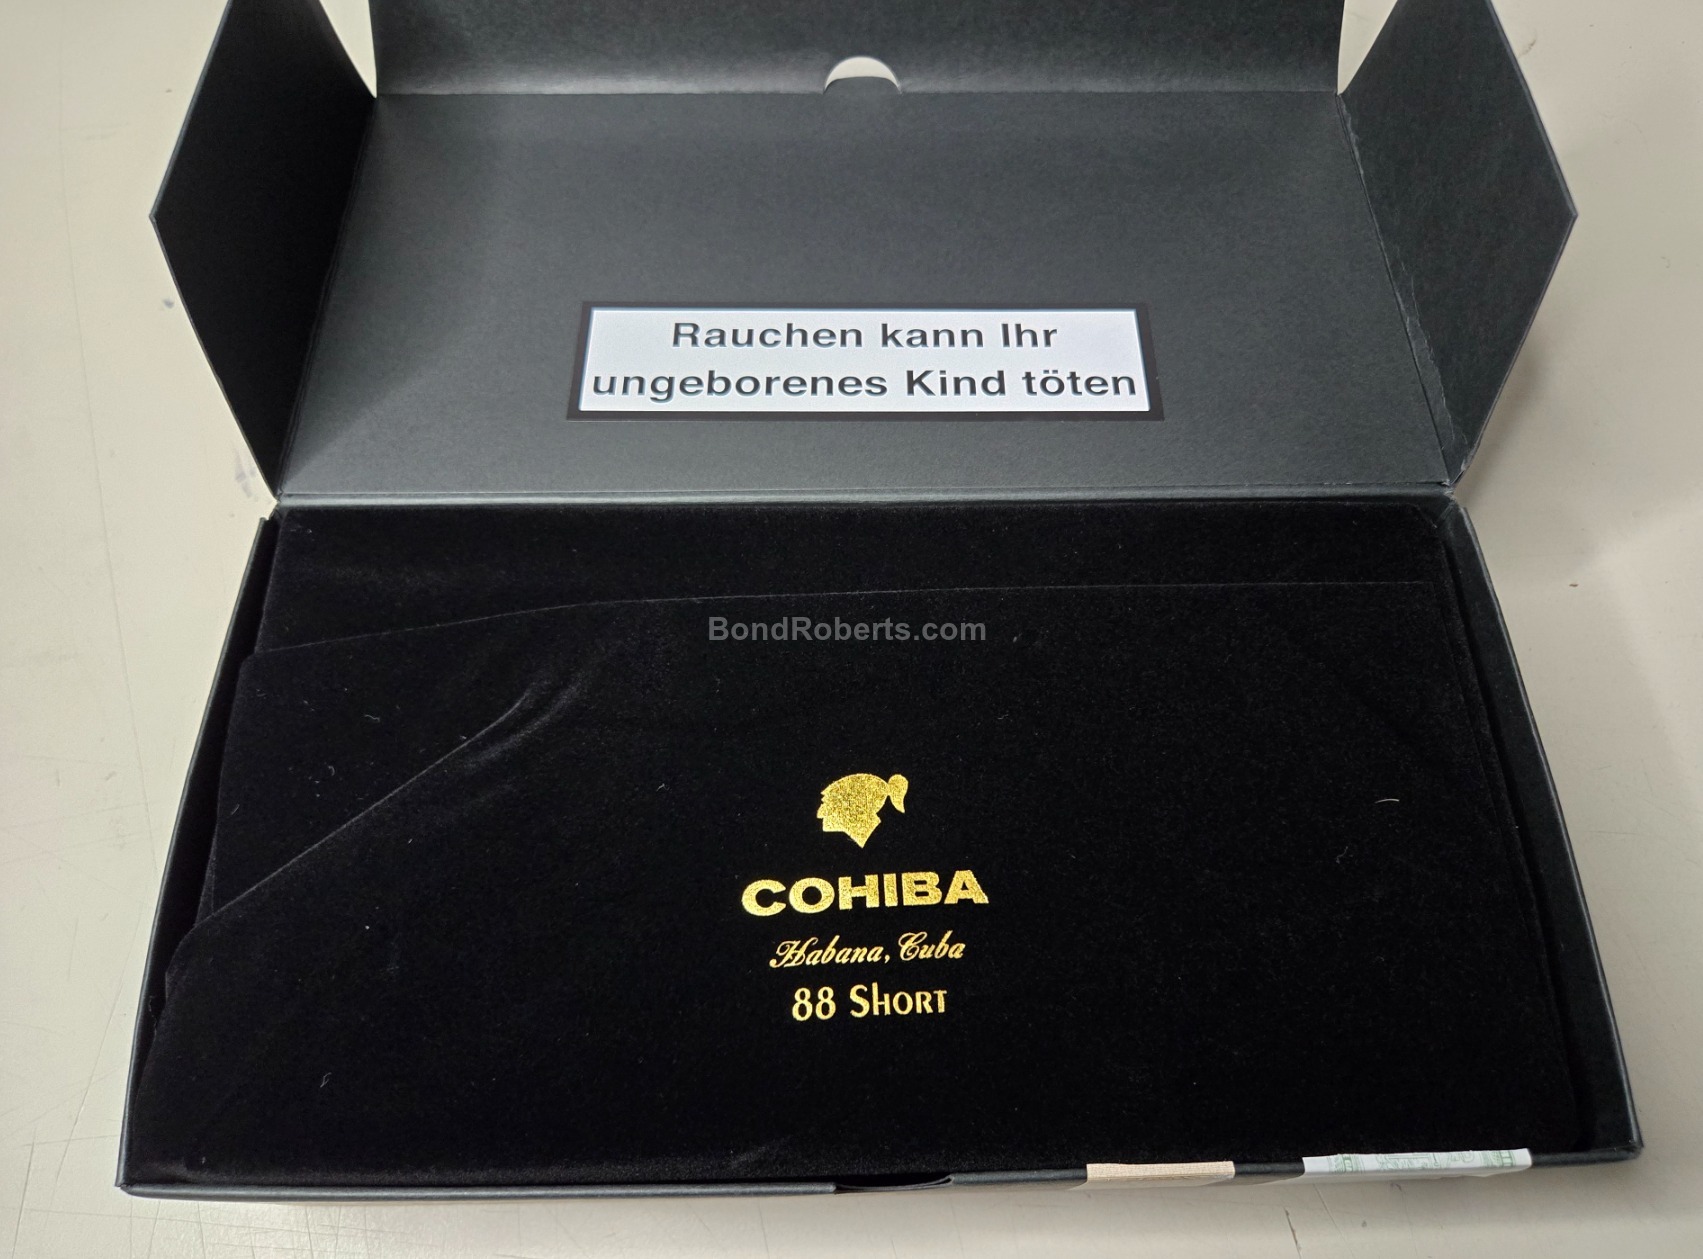 Rauchen kann Ihr
ungeborenes Kind töten
BondRoberts.com
COHIBA
Habana, Cuba
88 SHORT